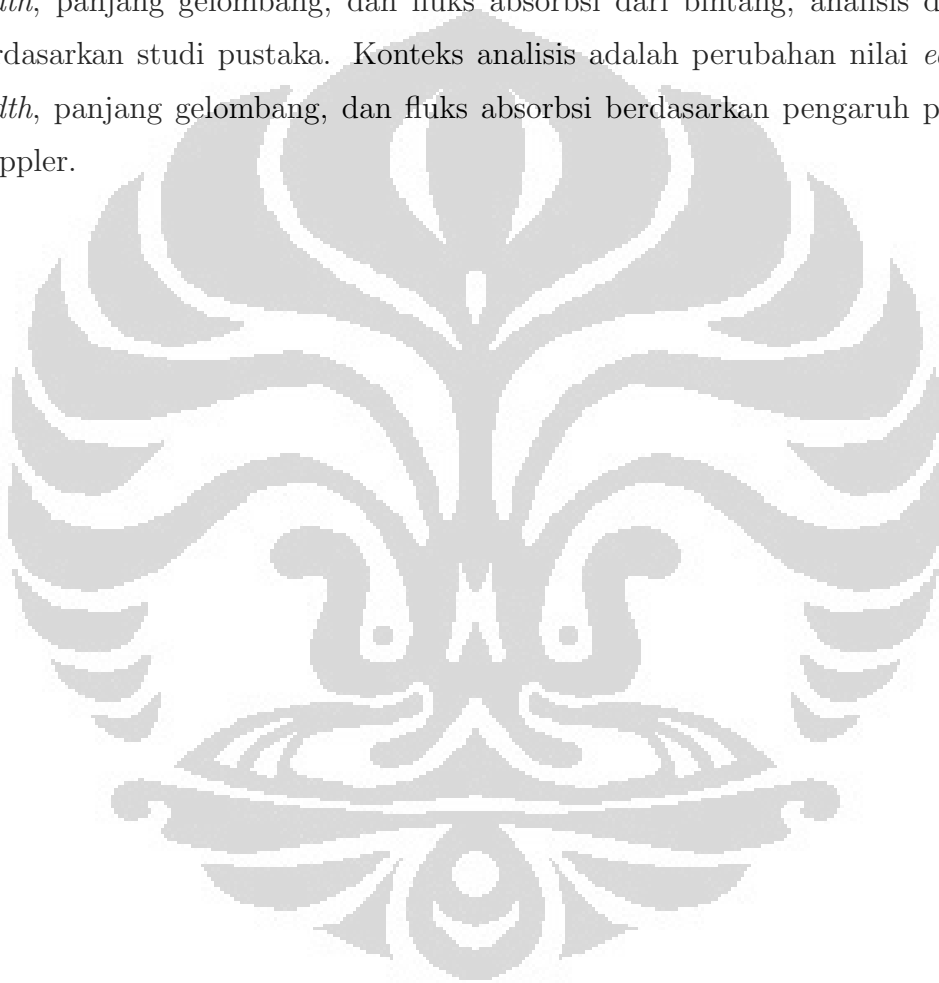 dth, panjang gelombang, dan fluks absorbsi dari bintang, analisis d
rdasarkan studi pustaka. Konteks analisis adalah perubahan nilai e
dth, panjang gelombang, dan fluks absorbsi berdasarkan pengaruh p
ppler.